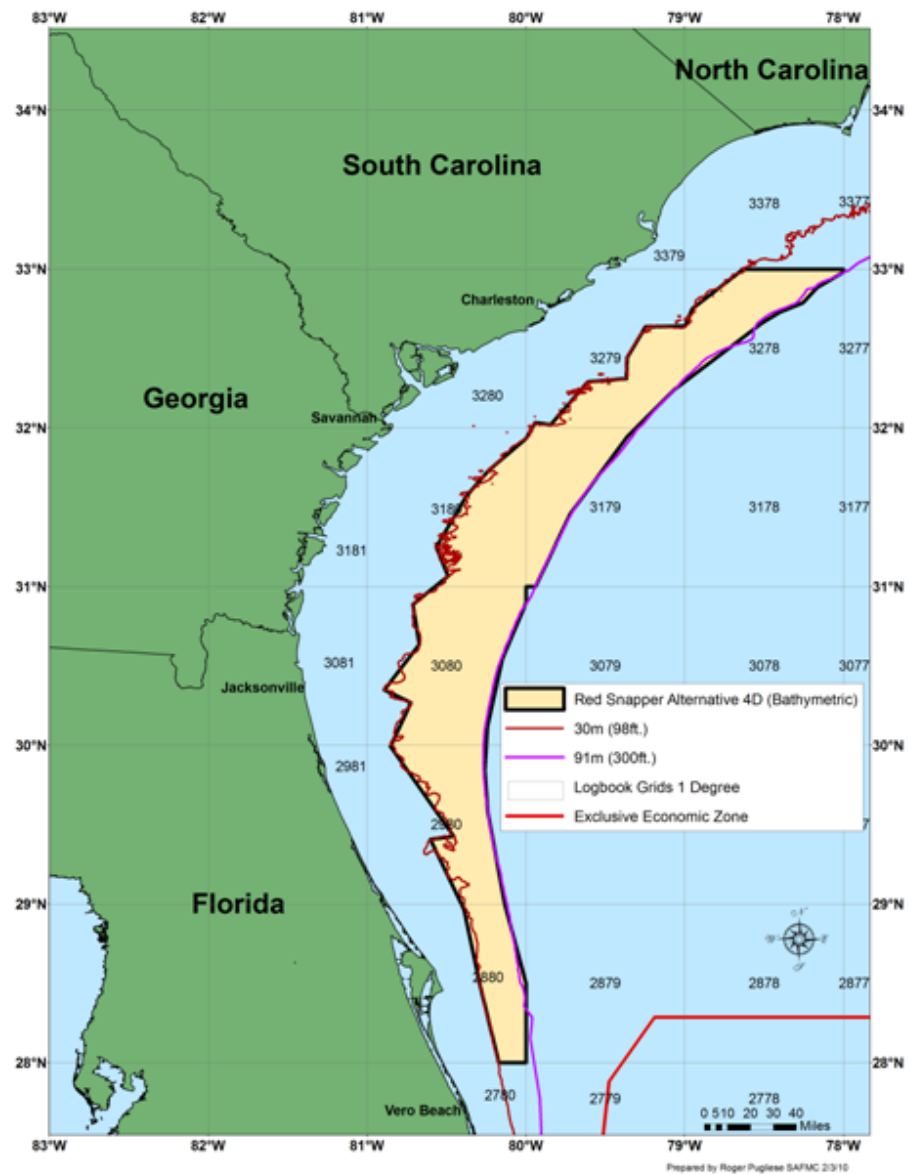 83°W 82°W 81°W 80°W 79°W 78°W
North Carolina
34°N 34°N
South Carolina
3378 3377
3379
33°N 33°N
Charleston
3279 3278 3277
3280
Georgia
Savannah
32°N 32°N
3180 3179 3178 3177
3181
31°N 31°N
3081 3080 3079 3078 3077
Jacksonville
Red Snapper Alternative 4D (Bathymetric)
30m (98ft.)
30°N 30°N
91m (300ft.)
2981
Logbook Grids 1 Degree
Exclusive Economic Zone
2980
29°N 29°N
Florida
2880 2879 2878 2877
28°N 28°N
2780 2779 2778
Vero Beach
0 5 10 20 30 40
Miles
83°W 82°W 81°W 80°W 79°W 78°W
Prepared by Roger Pugliese SAFMC 2/3/10